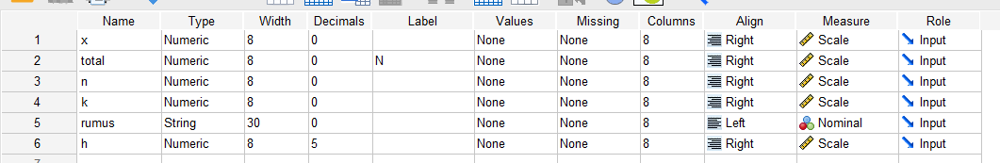 Name Type Width Decimals Label Values Missing Columns Align Measure Role
1 x Numeric 8 0 None None 8 Right Scale Input
2 total Numeric 8 0 N None None 8 Right Scale Input
3 n Numeric 8 0 None None 8 Right Scale Input
4 k Numeric 8 0 None None 8 Right Scale Input
5 rumus String 30 0 None None 8 Left Nominal Input
6 h Numeric 8 5 None None 8 Right Scale Input